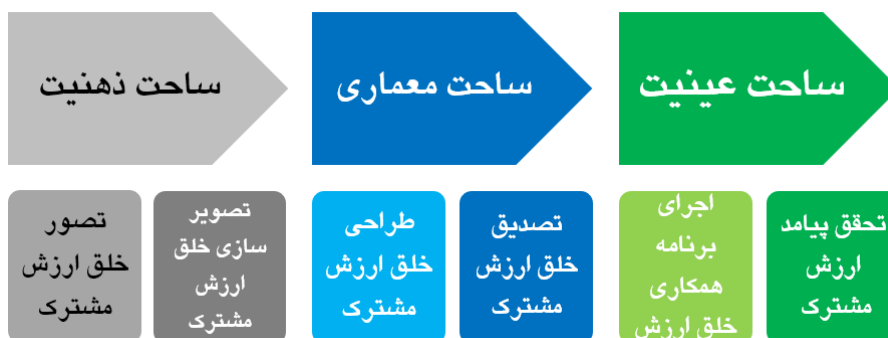 ساحت ذهنیت
ساحت معماری
ساحت عینیت
تصور
خلق ارزش
مشترک
تصویر
سازی خلق
ارزش
مشترک
طراحی
خلق ارزش
مشترک
تصدیق
خلق ارزش
مشترک
اجرای
برنامه
همکاری
خلق ارزش
تحقق پیامد
ارزش
مشترک